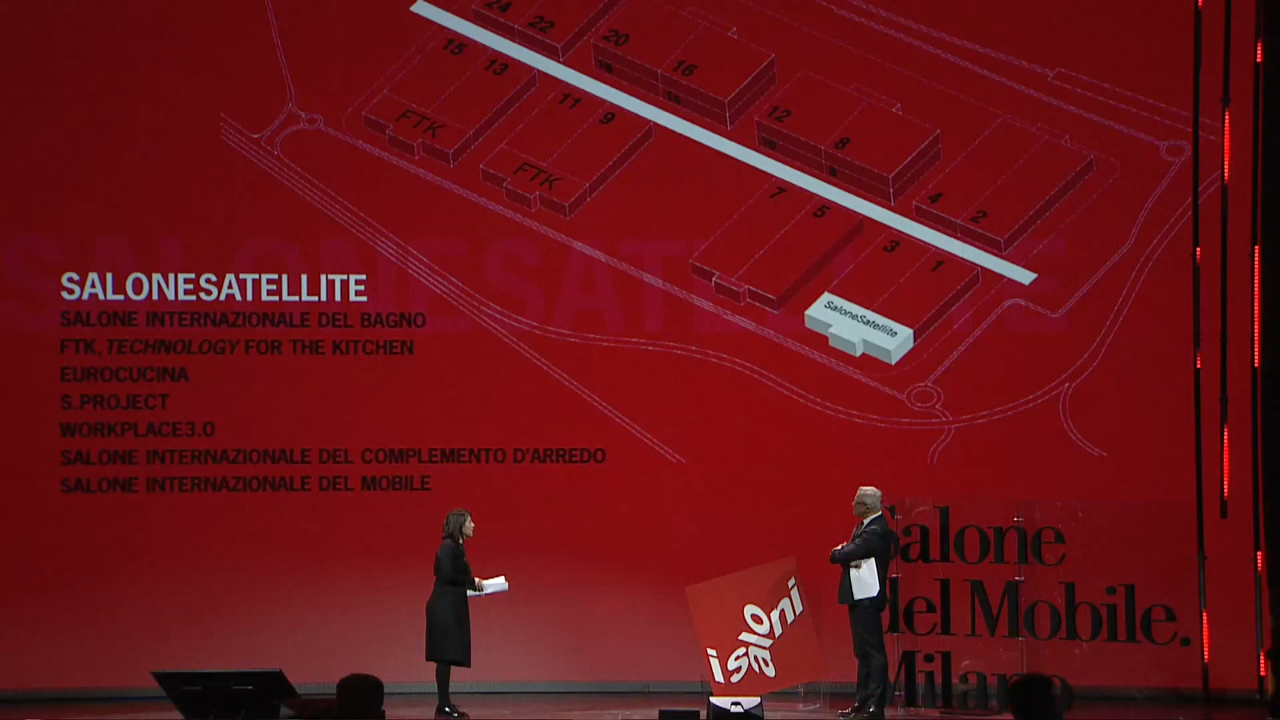 24 22
20
16
15
13
11
9
12
8
FTK
FTK
7
5
4
2
3
1
SaloneSatellite
SALONESATELLITE
SALONESATELLITE
SALONE INTERNAZIONALE DEL BAGNO
FTK, TECHNOLOGY FOR THE KITCHEN
EUROCUCINA
S.PROJECT
WORKPLACE3.0
SALONE INTERNAZIONALE DEL COMPLEMENTO D'ARREDO
SALONE INTERNAZIONALE DEL MOBILE
i saloni
Salone
del Mobile.
Milano